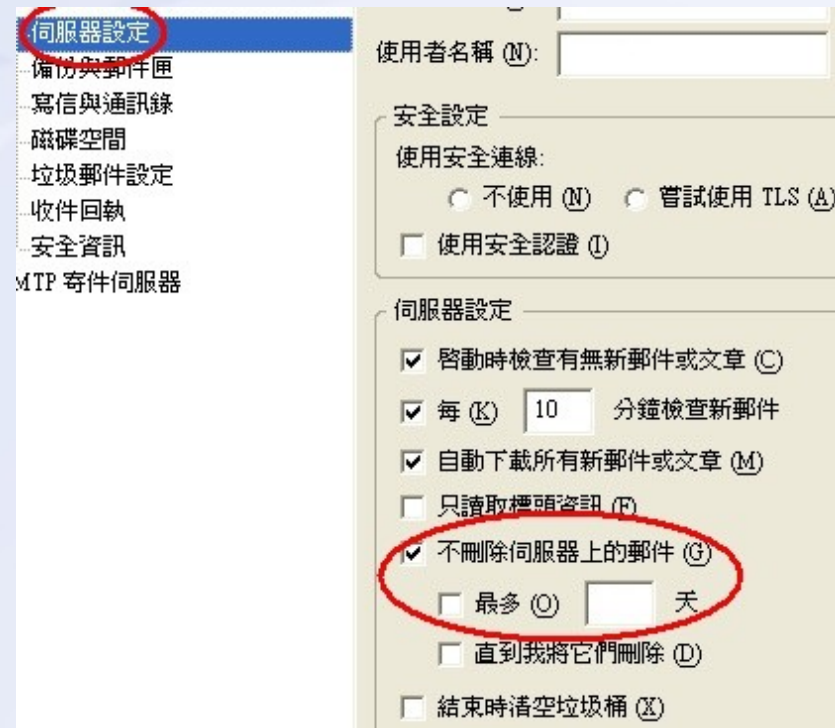 伺服器設定
備份與郵件匣
寫信與通訊錄
磁碟空間
垃圾郵件設定
收件回執
安全資訊
MTP 寄件伺服器
使用者名稱 (N):
安全設定
使用安全連線:
不使用 (N) 嘗試使用 TLS (A)
使用安全認證 (I)
伺服器設定
啓動時檢查有無新郵件或文章 (C)
每 (K) 10 分鐘檢查新郵件
自動下載所有新郵件或文章 (M)
只讀取標頭資訊 (F)
不刪除伺服器上的郵件 (G)
最多 (O) 天
直到我將它們刪除 (D)
結束時清空垃圾桶 (X)